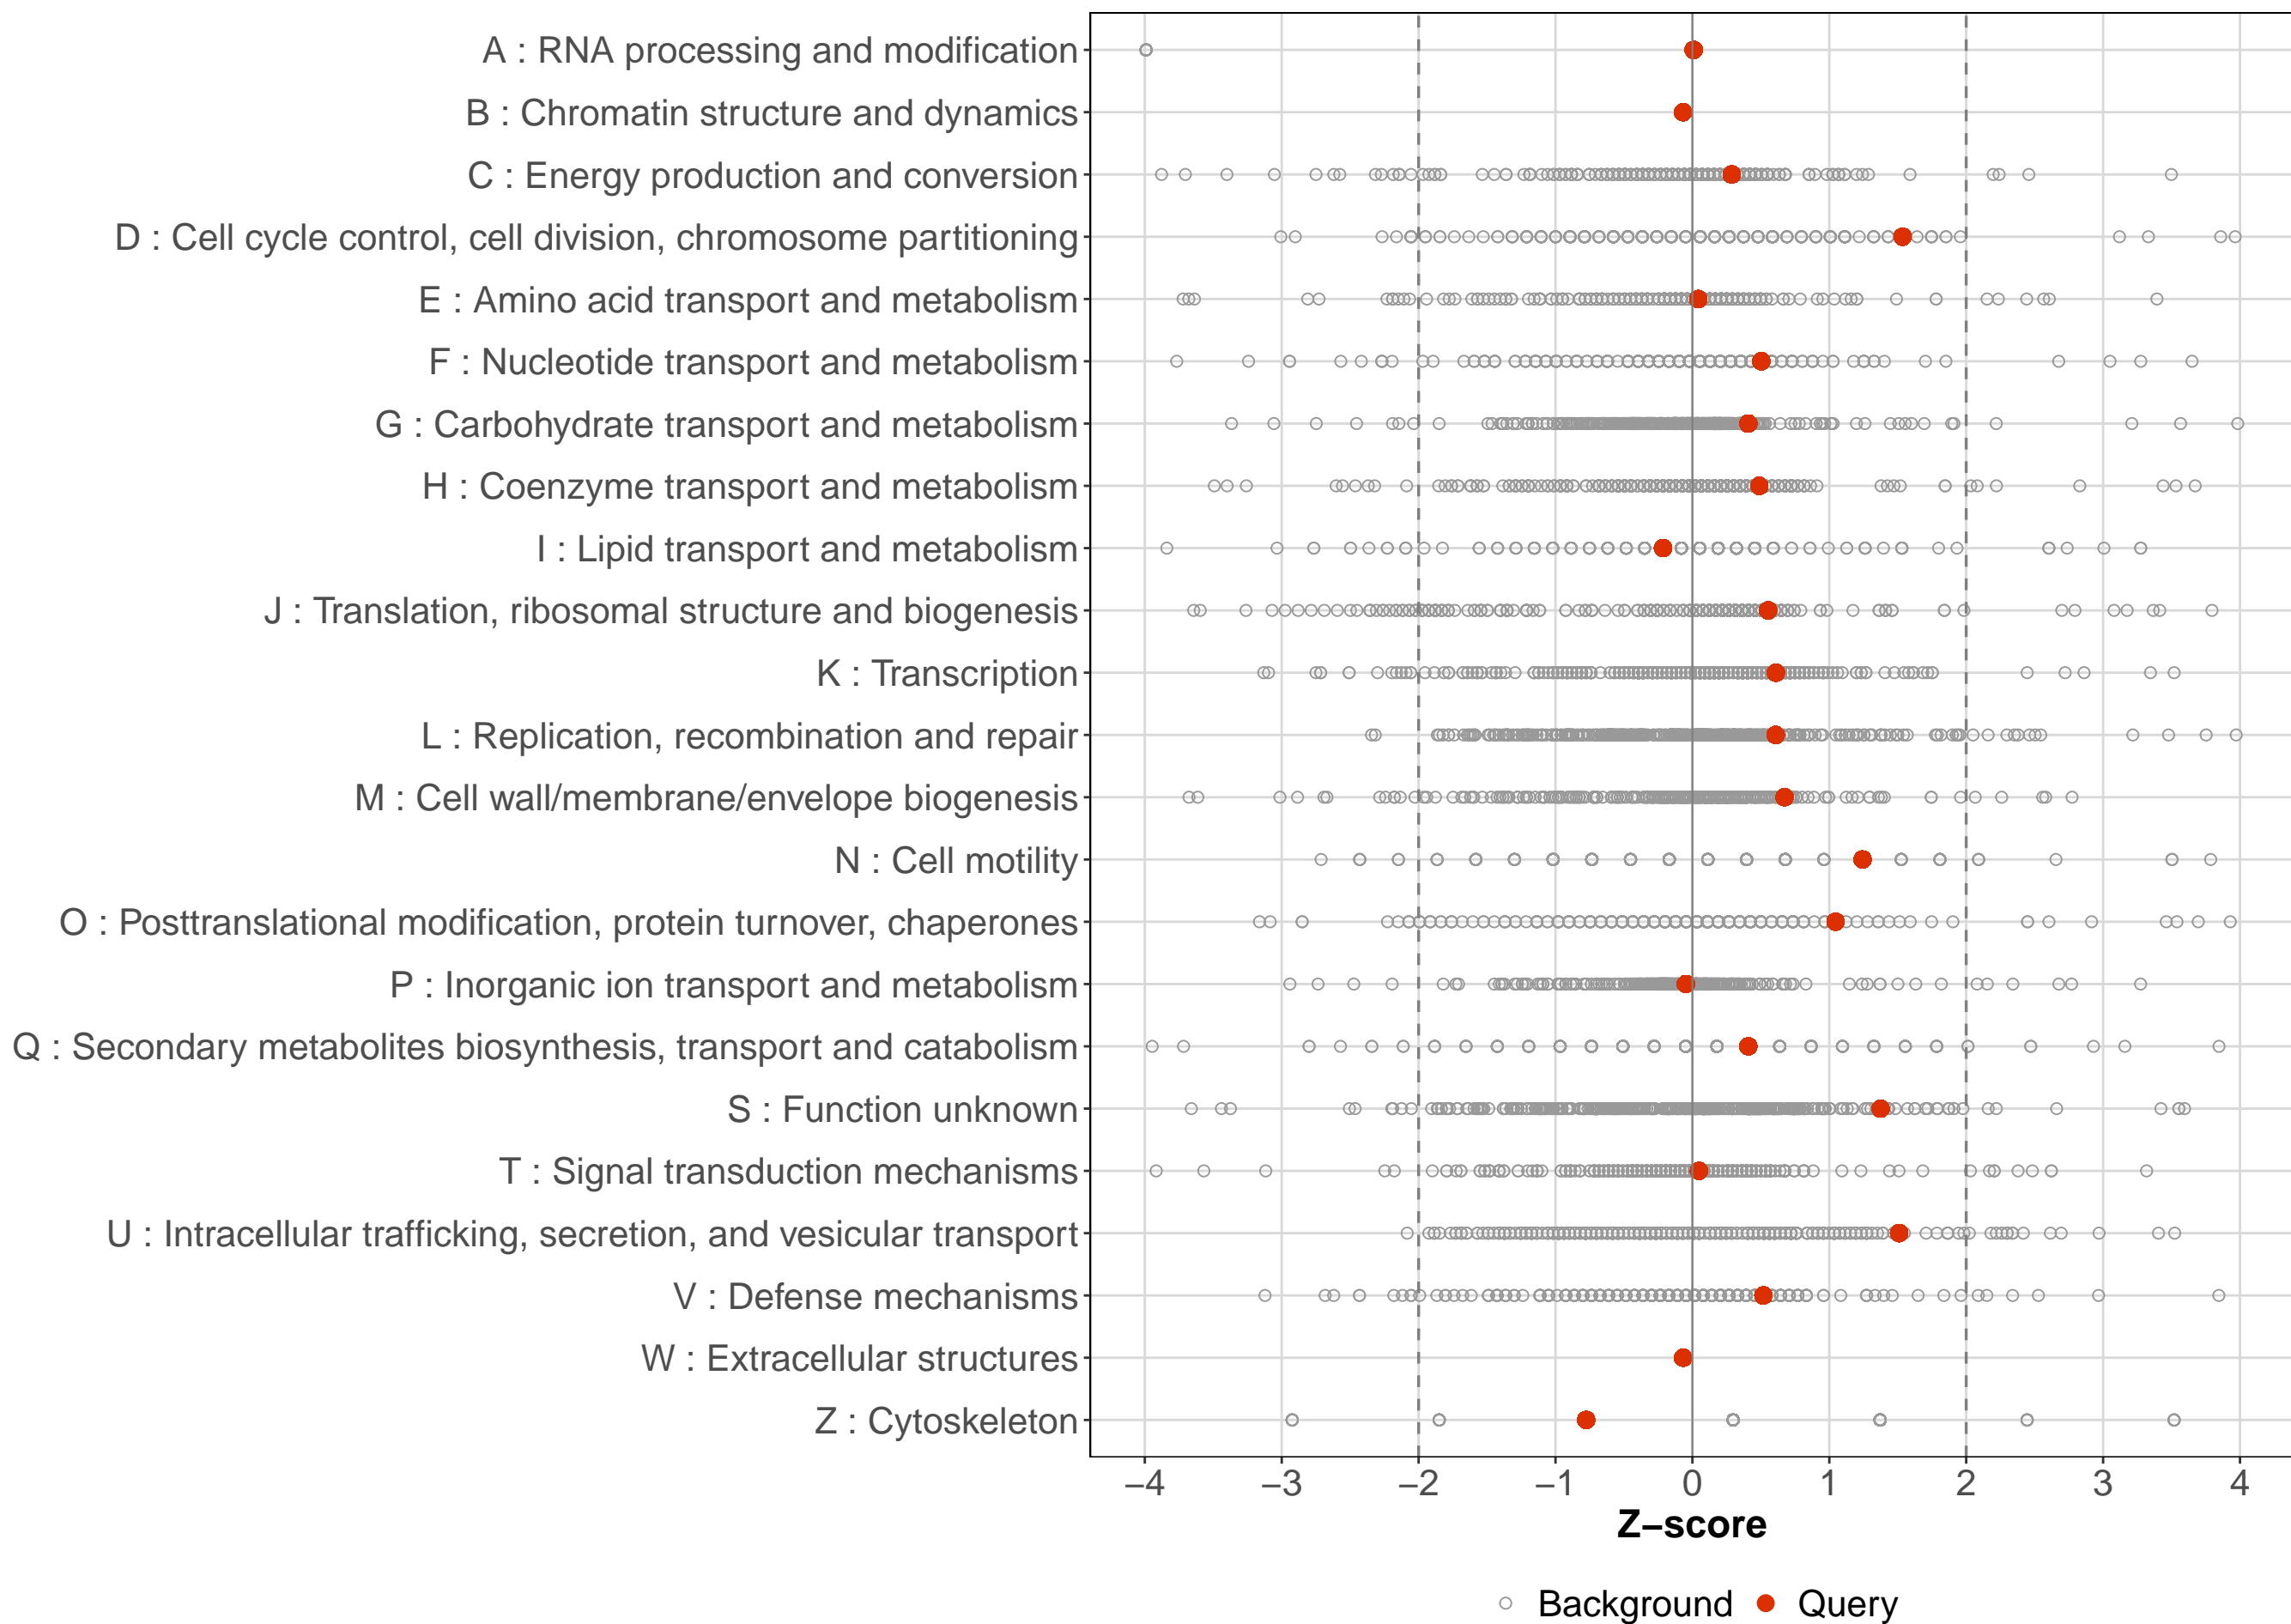 A : RNA processing and modification
B : Chromatin structure and dynamics
C : Energy production and conversion
D : Cell cycle control, cell division, chromosome partitioning
E : Amino acid transport and metabolism
F : Nucleotide transport and metabolism
G : Carbohydrate transport and metabolism
H : Coenzyme transport and metabolism
I : Lipid transport and metabolism
J : Translation, ribosomal structure and biogenesis
K : Transcription
L : Replication, recombination and repair
M : Cell wall/membrane/envelope biogenesis
N : Cell motility
O : Posttranslational modification, protein turnover, chaperones
P : Inorganic ion transport and metabolism
Q : Secondary metabolites biosynthesis, transport and catabolism
S : Function unknown
T : Signal transduction mechanisms
U : Intracellular trafficking, secretion, and vesicular transport
V : Defense mechanisms
W : Extracellular structures
Z : Cytoskeleton
−4 −3 −2 −1 0 1 2 3 4
Z−score
Background Query